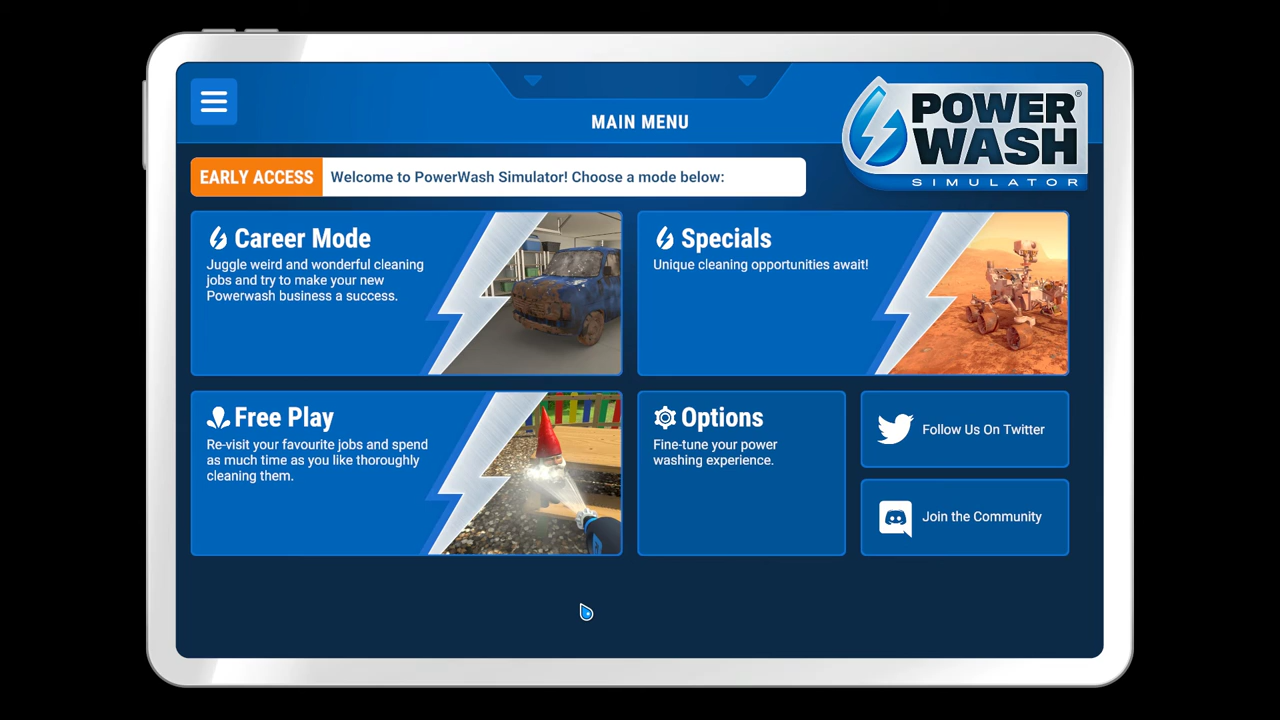 MAIN MENU
POWER®
WASH
SIMULATOR
EARLY ACCESS
Welcome to PowerWash Simulator! Choose a mode below:
Career Mode
Juggle weird and wonderful cleaning
jobs and try to make your new
Powerwash business a success.
Specials
Unique cleaning opportunities await!
Free Play
Re-visit your favourite jobs and spend
as much time as you like thoroughly
cleaning them.
Options
Fine-tune your power
washing experience.
Follow Us On Twitter
Join the Community